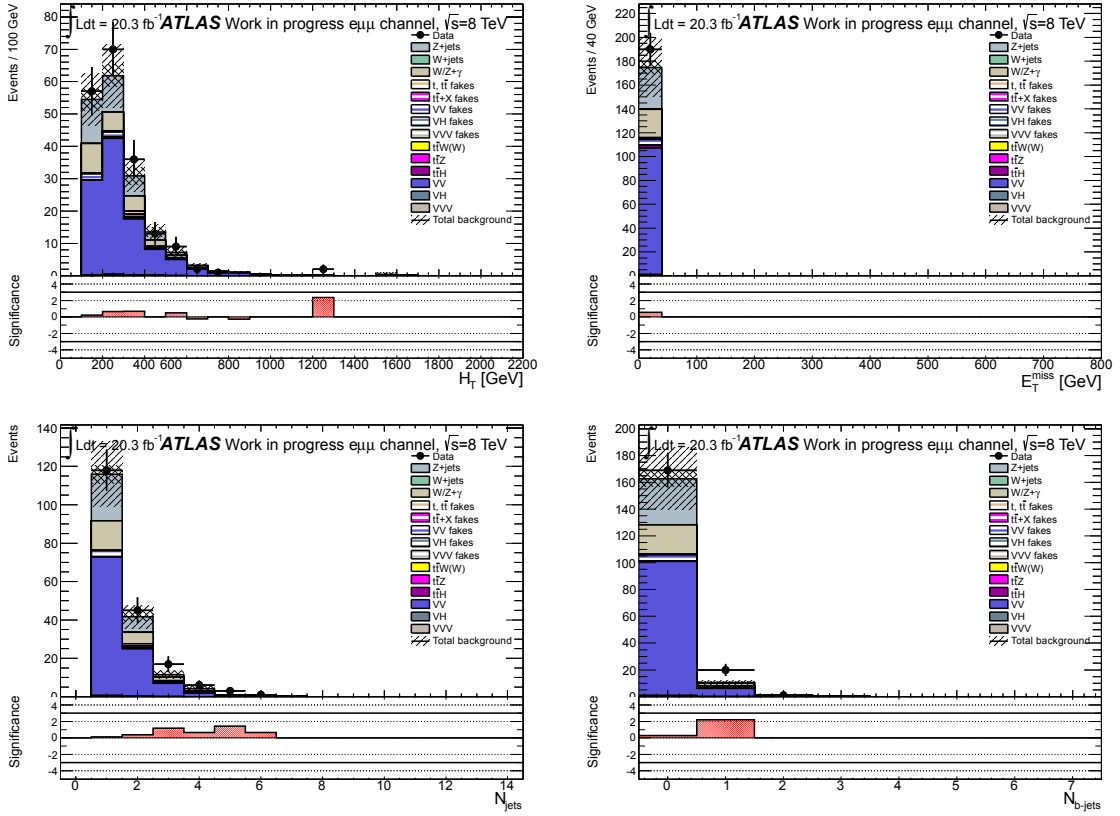 ∫ Ldt = 20.3 fb⁻¹ ATLAS Work in progress eμμ channel, √s=8 TeV
Events / 100 GeV
80
70
60
50
40
30
20
10
0
Data
Z+jets
W+jets
W/Z+γ
t, tt̄ fakes
tt̄+X fakes
VV fakes
VH fakes
VVV fakes
tt̄W(W)
tt̄Z
tt̄H
VV
VH
VVV
Total background
Significance
4
2
0
-2
-4
0 200 400 600 800 1000 1200 1400 1600 1800 2000 2200
H_T [GeV]
∫ Ldt = 20.3 fb⁻¹ ATLAS Work in progress eμμ channel, √s=8 TeV
Events / 40 GeV
220
200
180
160
140
120
100
80
60
40
20
0
Data
Z+jets
W+jets
W/Z+γ
t, tt̄ fakes
tt̄+X fakes
VV fakes
VH fakes
VVV fakes
tt̄W(W)
tt̄Z
tt̄H
VV
VH
VVV
Total background
Significance
4
2
0
-2
-4
0 100 200 300 400 500 600 700 800
E_T^miss [GeV]
∫ Ldt = 20.3 fb⁻¹ ATLAS Work in progress eμμ channel, √s=8 TeV
Events
140
120
100
80
60
40
20
0
Data
Z+jets
W+jets
W/Z+γ
t, tt̄ fakes
tt̄+X fakes
VV fakes
VH fakes
VVV fakes
tt̄W(W)
tt̄Z
tt̄H
VV
VH
VVV
Total background
Significance
4
2
0
-2
-4
0 2 4 6 8 10 12 14
N_jets
∫ Ldt = 20.3 fb⁻¹ ATLAS Work in progress eμμ channel, √s=8 TeV
Events
200
180
160
140
120
100
80
60
40
20
0
Data
Z+jets
W+jets
W/Z+γ
t, tt̄ fakes
tt̄+X fakes
VV fakes
VH fakes
VVV fakes
tt̄W(W)
tt̄Z
tt̄H
VV
VH
VVV
Total background
Significance
4
2
0
-2
-4
0 1 2 3 4 5 6 7
N_b-jets